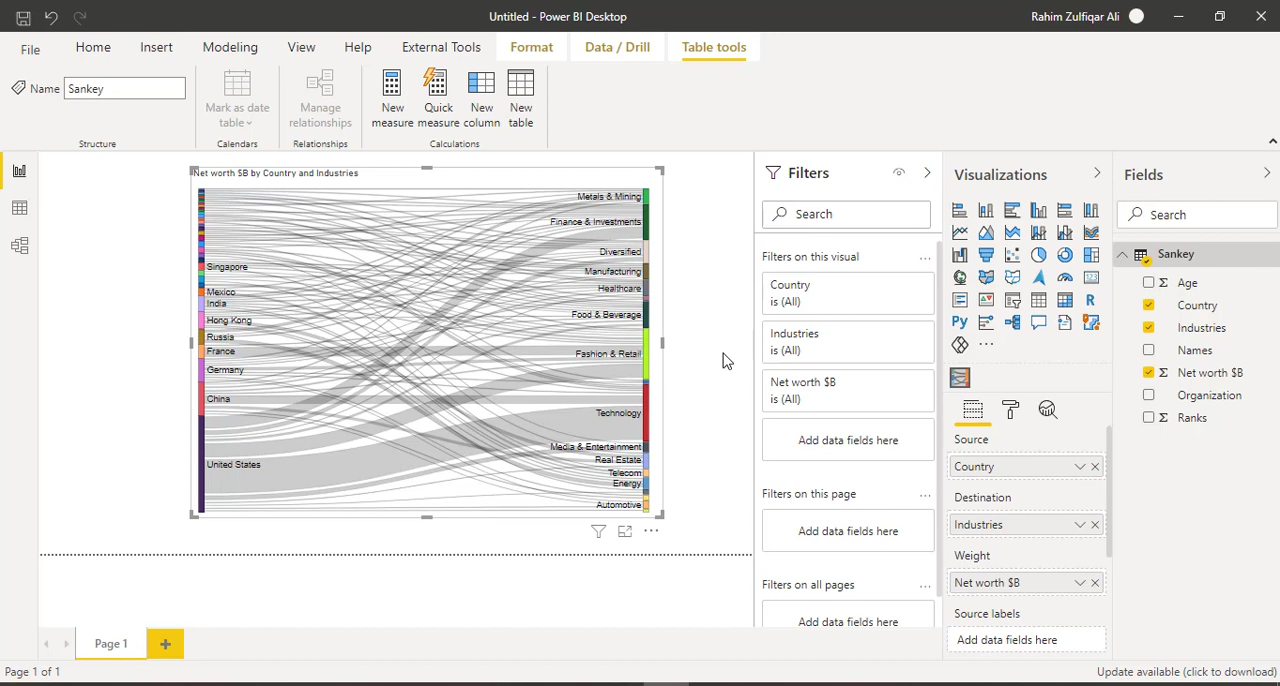 Untitled - Power BI Desktop
Rahim Zulfiqar Ali
File Home Insert Modeling View Help External Tools Format Data / Drill Table tools
Name Sankey
Mark as date
table
Manage
relationships
New
measure
Quick
measure
New
column
New
table
Structure
Calendars
Relationships
Calculations
Net worth $B by Country and Industries
Singapore
Mexico
India
Hong Kong
Russia
France
Germany
China
United States
Metals & Mining
Finance & Investments
Diversified
Manufacturing
Healthcare
Food & Beverage
Fashion & Retail
Technology
Media & Entertainment
Real Estate
Telecom
Energy
Automotive
Filters
Search
Filters on this visual
...
Country
is (All)
Industries
is (All)
Net worth $B
is (All)
Add data fields here
Filters on this page
...
Add data fields here
Filters on all pages
...
Add data fields here
Visualizations
123
R
Py
...
Source
Country
Destination
Industries
Weight
Net worth $B
Source labels
Add data fields here
Fields
Search
Sankey
Σ Age
Country
Industries
Names
Σ Net worth $B
Organization
Σ Ranks
Page 1
Page 1 of 1
Update available (click to download)